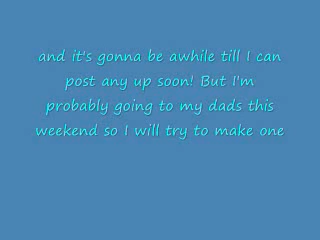 and it's gonna be awhile till I can
post any up soon! But I'm
probably going to my dads this
weekend so I will try to make one